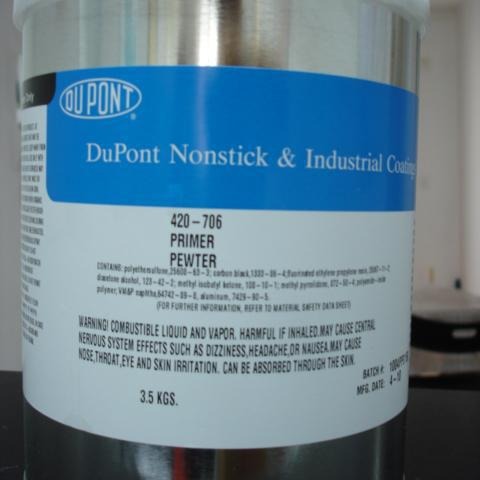 DU PONT
®
DuPont Nonstick & Industrial Coating
420-706
PRIMER
PEWTER
CONTAINS: polyethersulfone, 25608-63-3; carbon black, 1333-86-4; fluorinated ethylene propylene resin,
diacetone alcohol, 123-42-2; methyl isobutyl ketone, 108-10-1; methyl pyrrolidone, 872-50-4, polyamide-imide
polymer; VM&P naphtha, 64742-89-8, aluminum, 7429-90-5.
(FOR FURTHER INFORMATION, REFER TO MATERIAL SAFETY DATA SHEET)
WARNING! COMBUSTIBLE LIQUID AND VAPOR. HARMFUL IF INHALED. MAY CAUSE CENTRAL
NERVOUS SYSTEM EFFECTS SUCH AS DIZZINESS, HEADACHE, OR NAUSEA, MAY CAUSE
NOSE, THROAT, EYE AND SKIN IRRITATION. CAN BE ABSORBED THROUGH THE SKIN.
BATCH #:
MFG. DATE: 4-10
3.5 KGS.